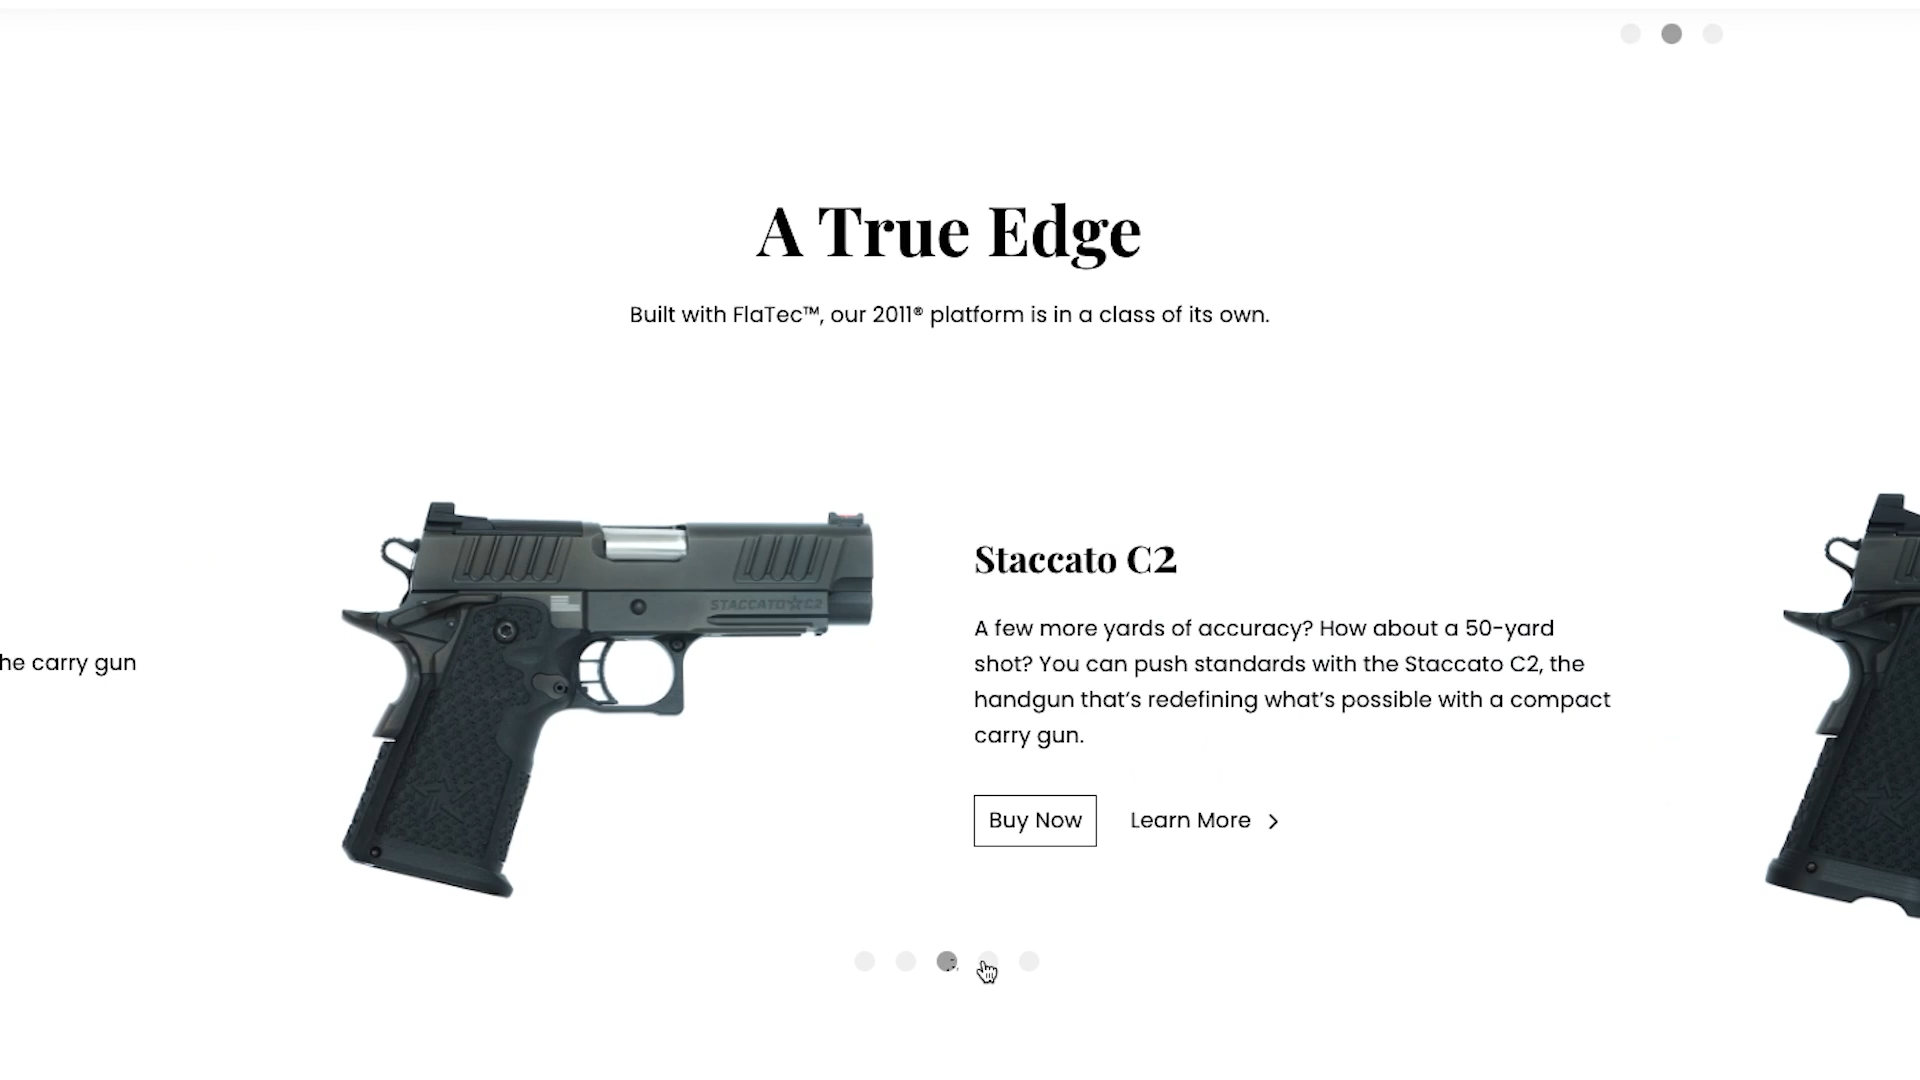 A True Edge
Built with FlaTec™, our 2011® platform is in a class of its own.
he carry gun
STACCATO C2
Staccato C2
A few more yards of accuracy? How about a 50-yard
shot? You can push standards with the Staccato C2, the
handgun that's redefining what's possible with a compact
carry gun.
Buy Now
Learn More